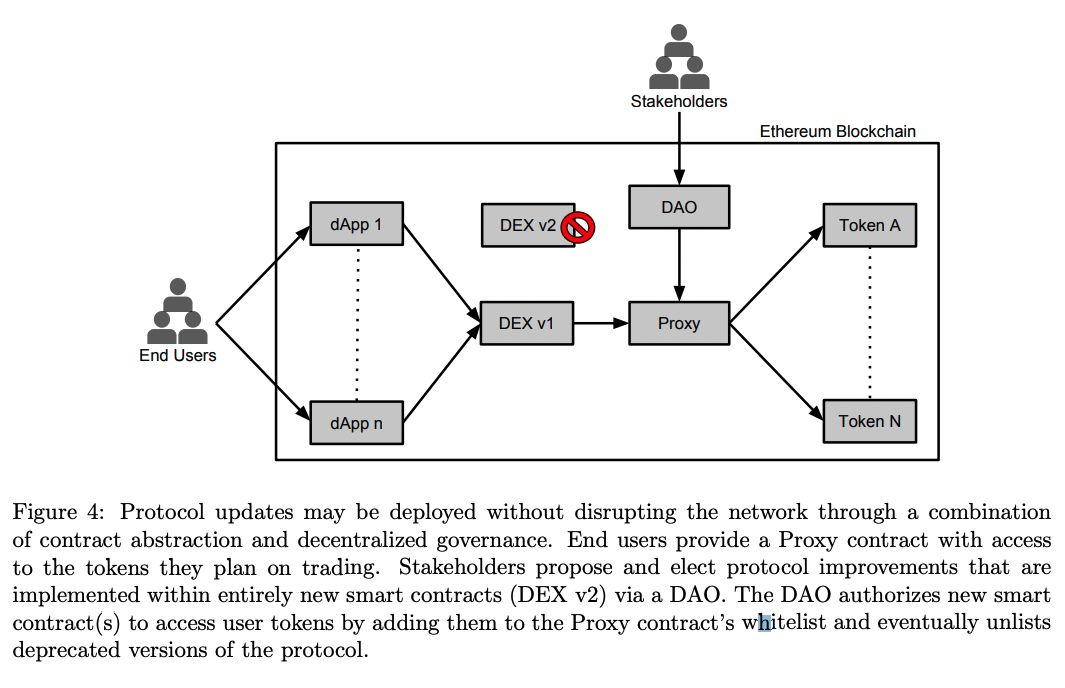 Stakeholders
Ethereum Blockchain
dApp 1
DEX v2
DAO
Token A
DEX v1
Proxy
End Users
dApp n
Token N
Figure 4: Protocol updates may be deployed without disrupting the network through a combination
of contract abstraction and decentralized governance. End users provide a Proxy contract with access
to the tokens they plan on trading. Stakeholders propose and elect protocol improvements that are
implemented within entirely new smart contracts (DEX v2) via a DAO. The DAO authorizes new smart
contract(s) to access user tokens by adding them to the Proxy contract’s whitelist and eventually unlists
deprecated versions of the protocol.